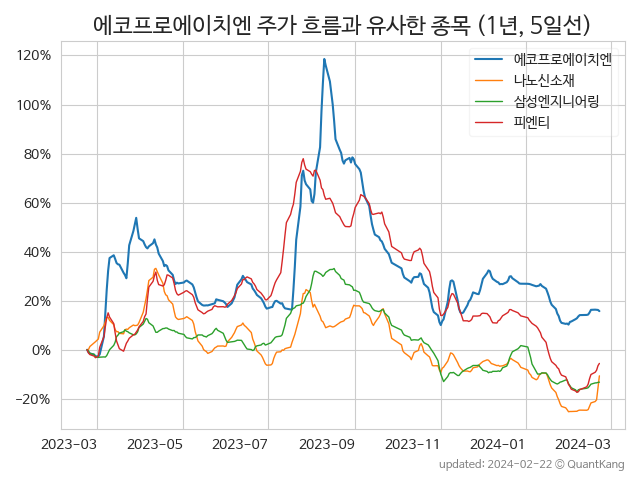 에코프로에이치엔 주가 흐름과 유사한 종목 (1년, 5일선)
에코프로에이치엔
나노신소재
삼성엔지니어링
피엔티
120%
100%
80%
60%
40%
20%
0%
−20%
2023−03 2023−05 2023−07 2023−09 2023−11 2024−01 2024−03
updated: 2024−02−22 © QuantKang